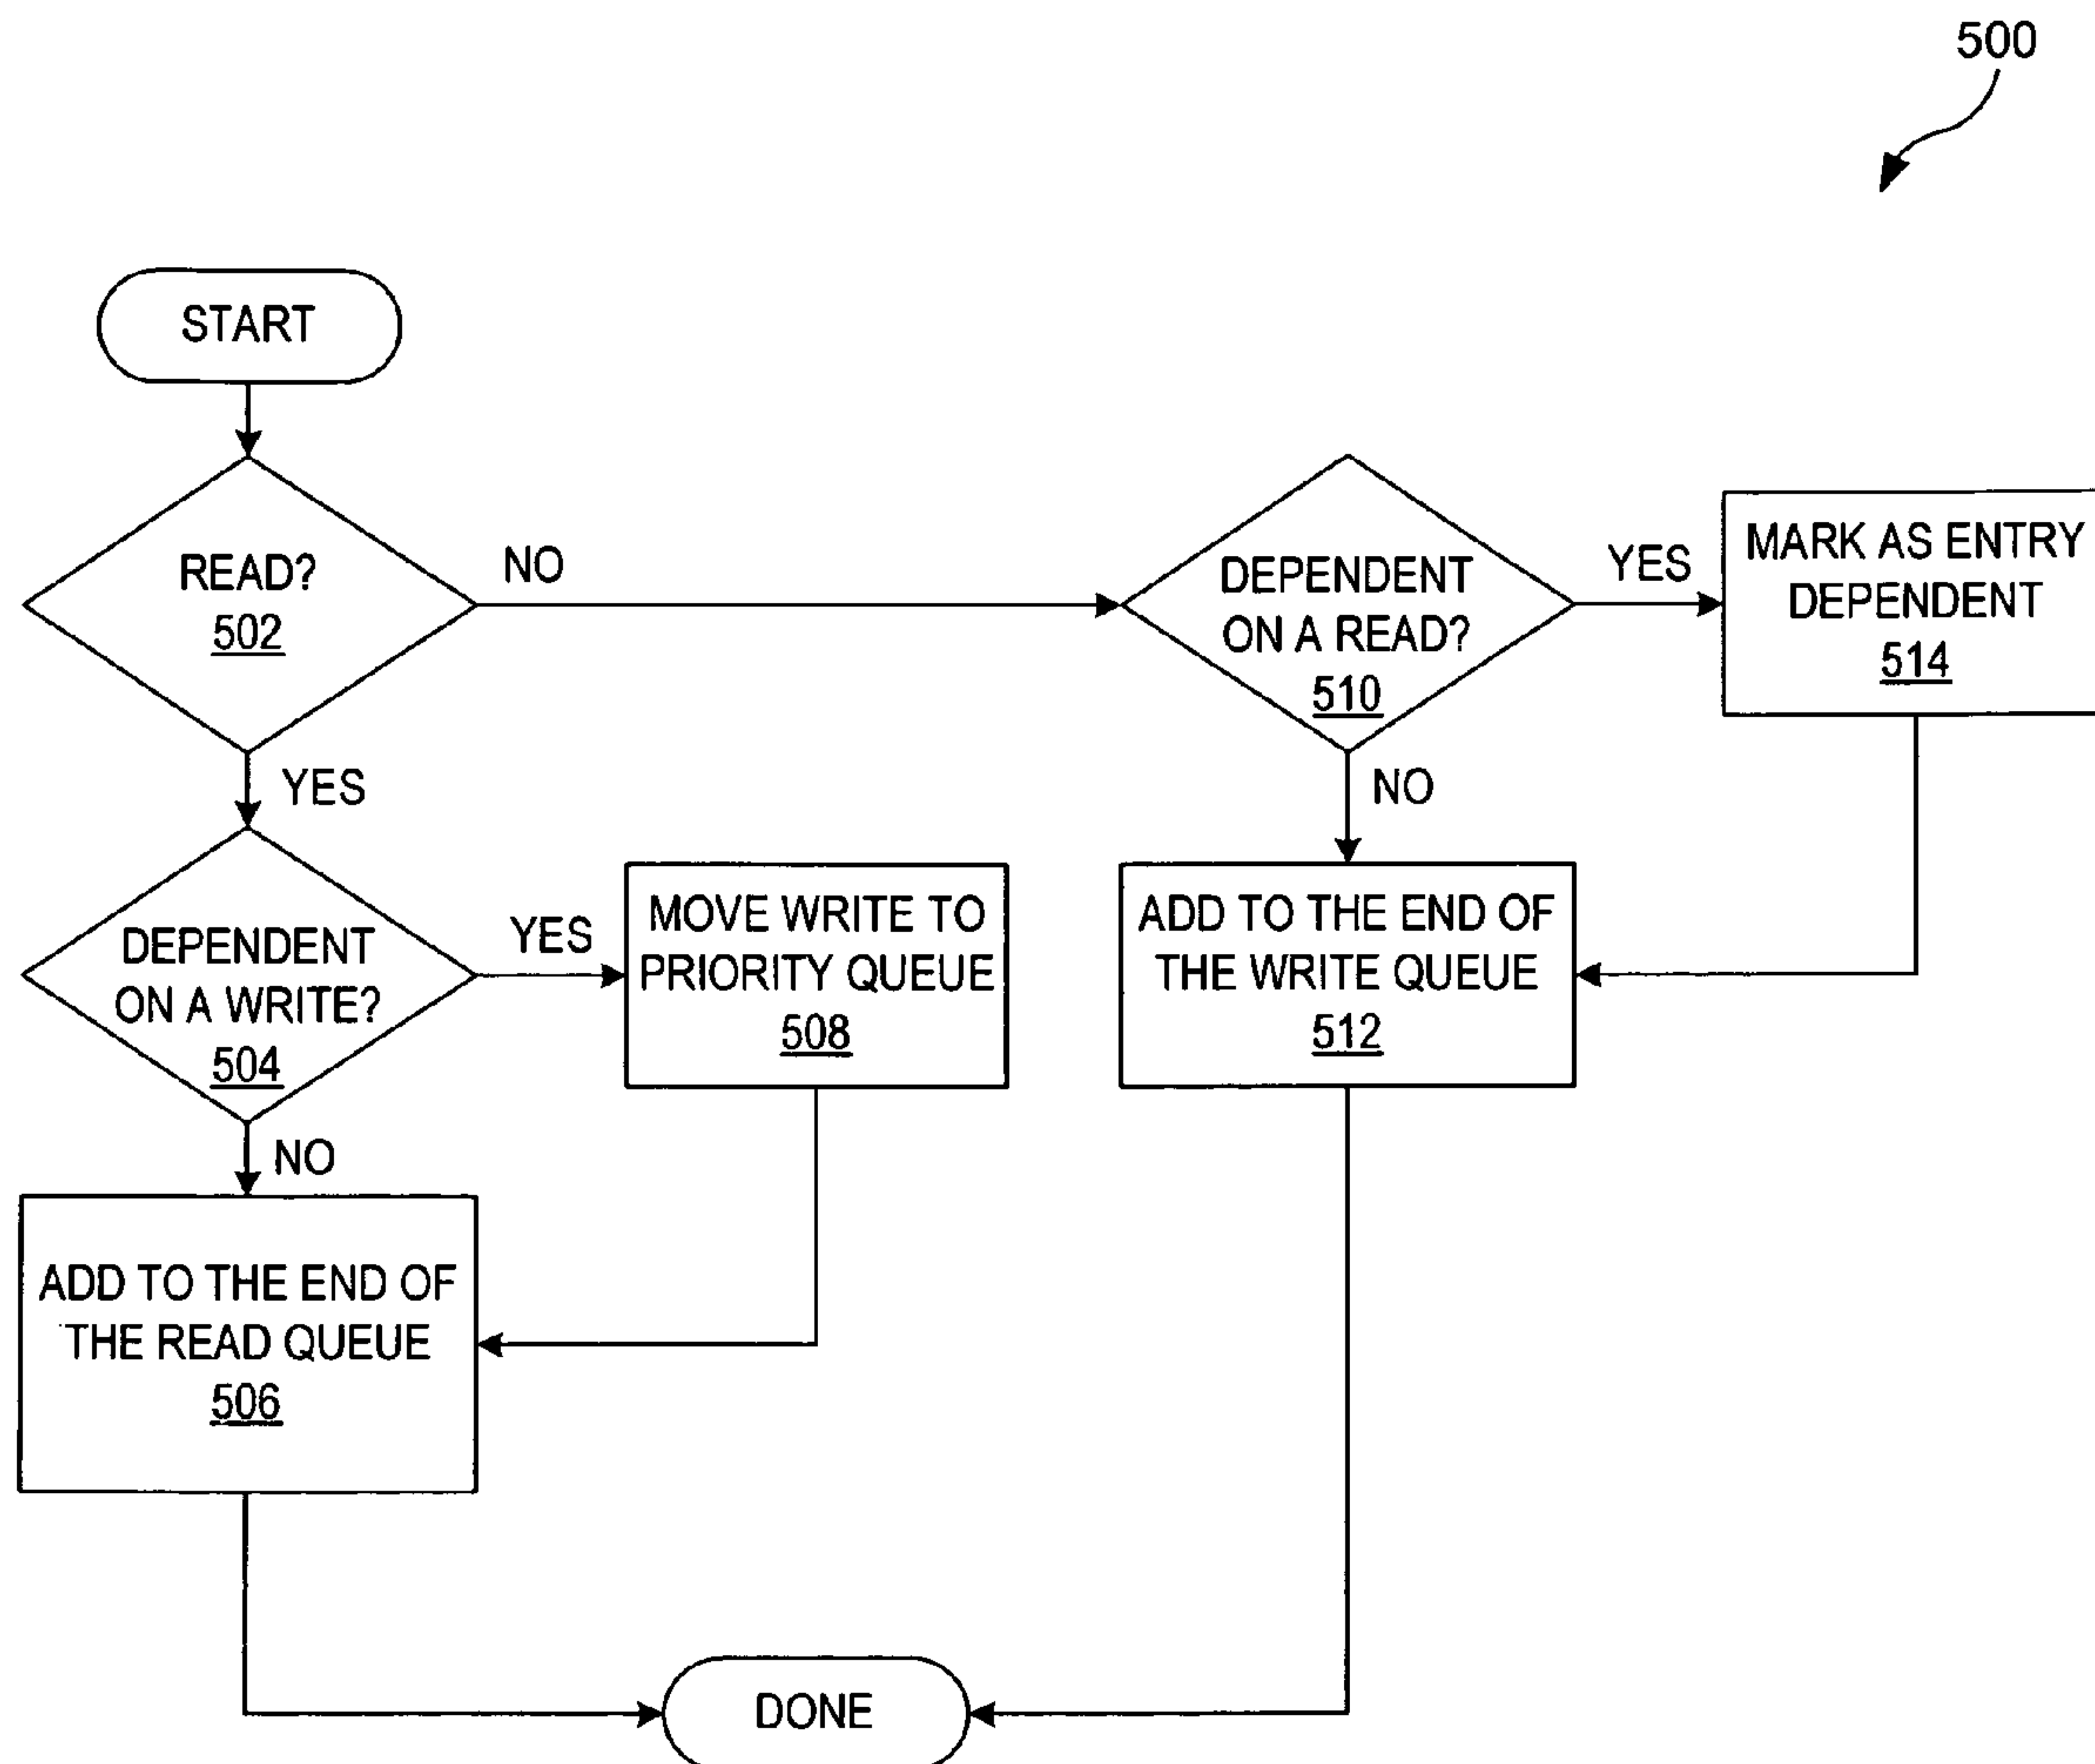 500
START
READ?
502
NO
DEPENDENT
ON A READ?
510
YES
MARK AS ENTRY
DEPENDENT
514
YES
NO
DEPENDENT
ON A WRITE?
504
YES
MOVE WRITE TO
PRIORITY QUEUE
508
ADD TO THE END OF
THE WRITE QUEUE
512
NO
ADD TO THE END OF
THE READ QUEUE
506
DONE